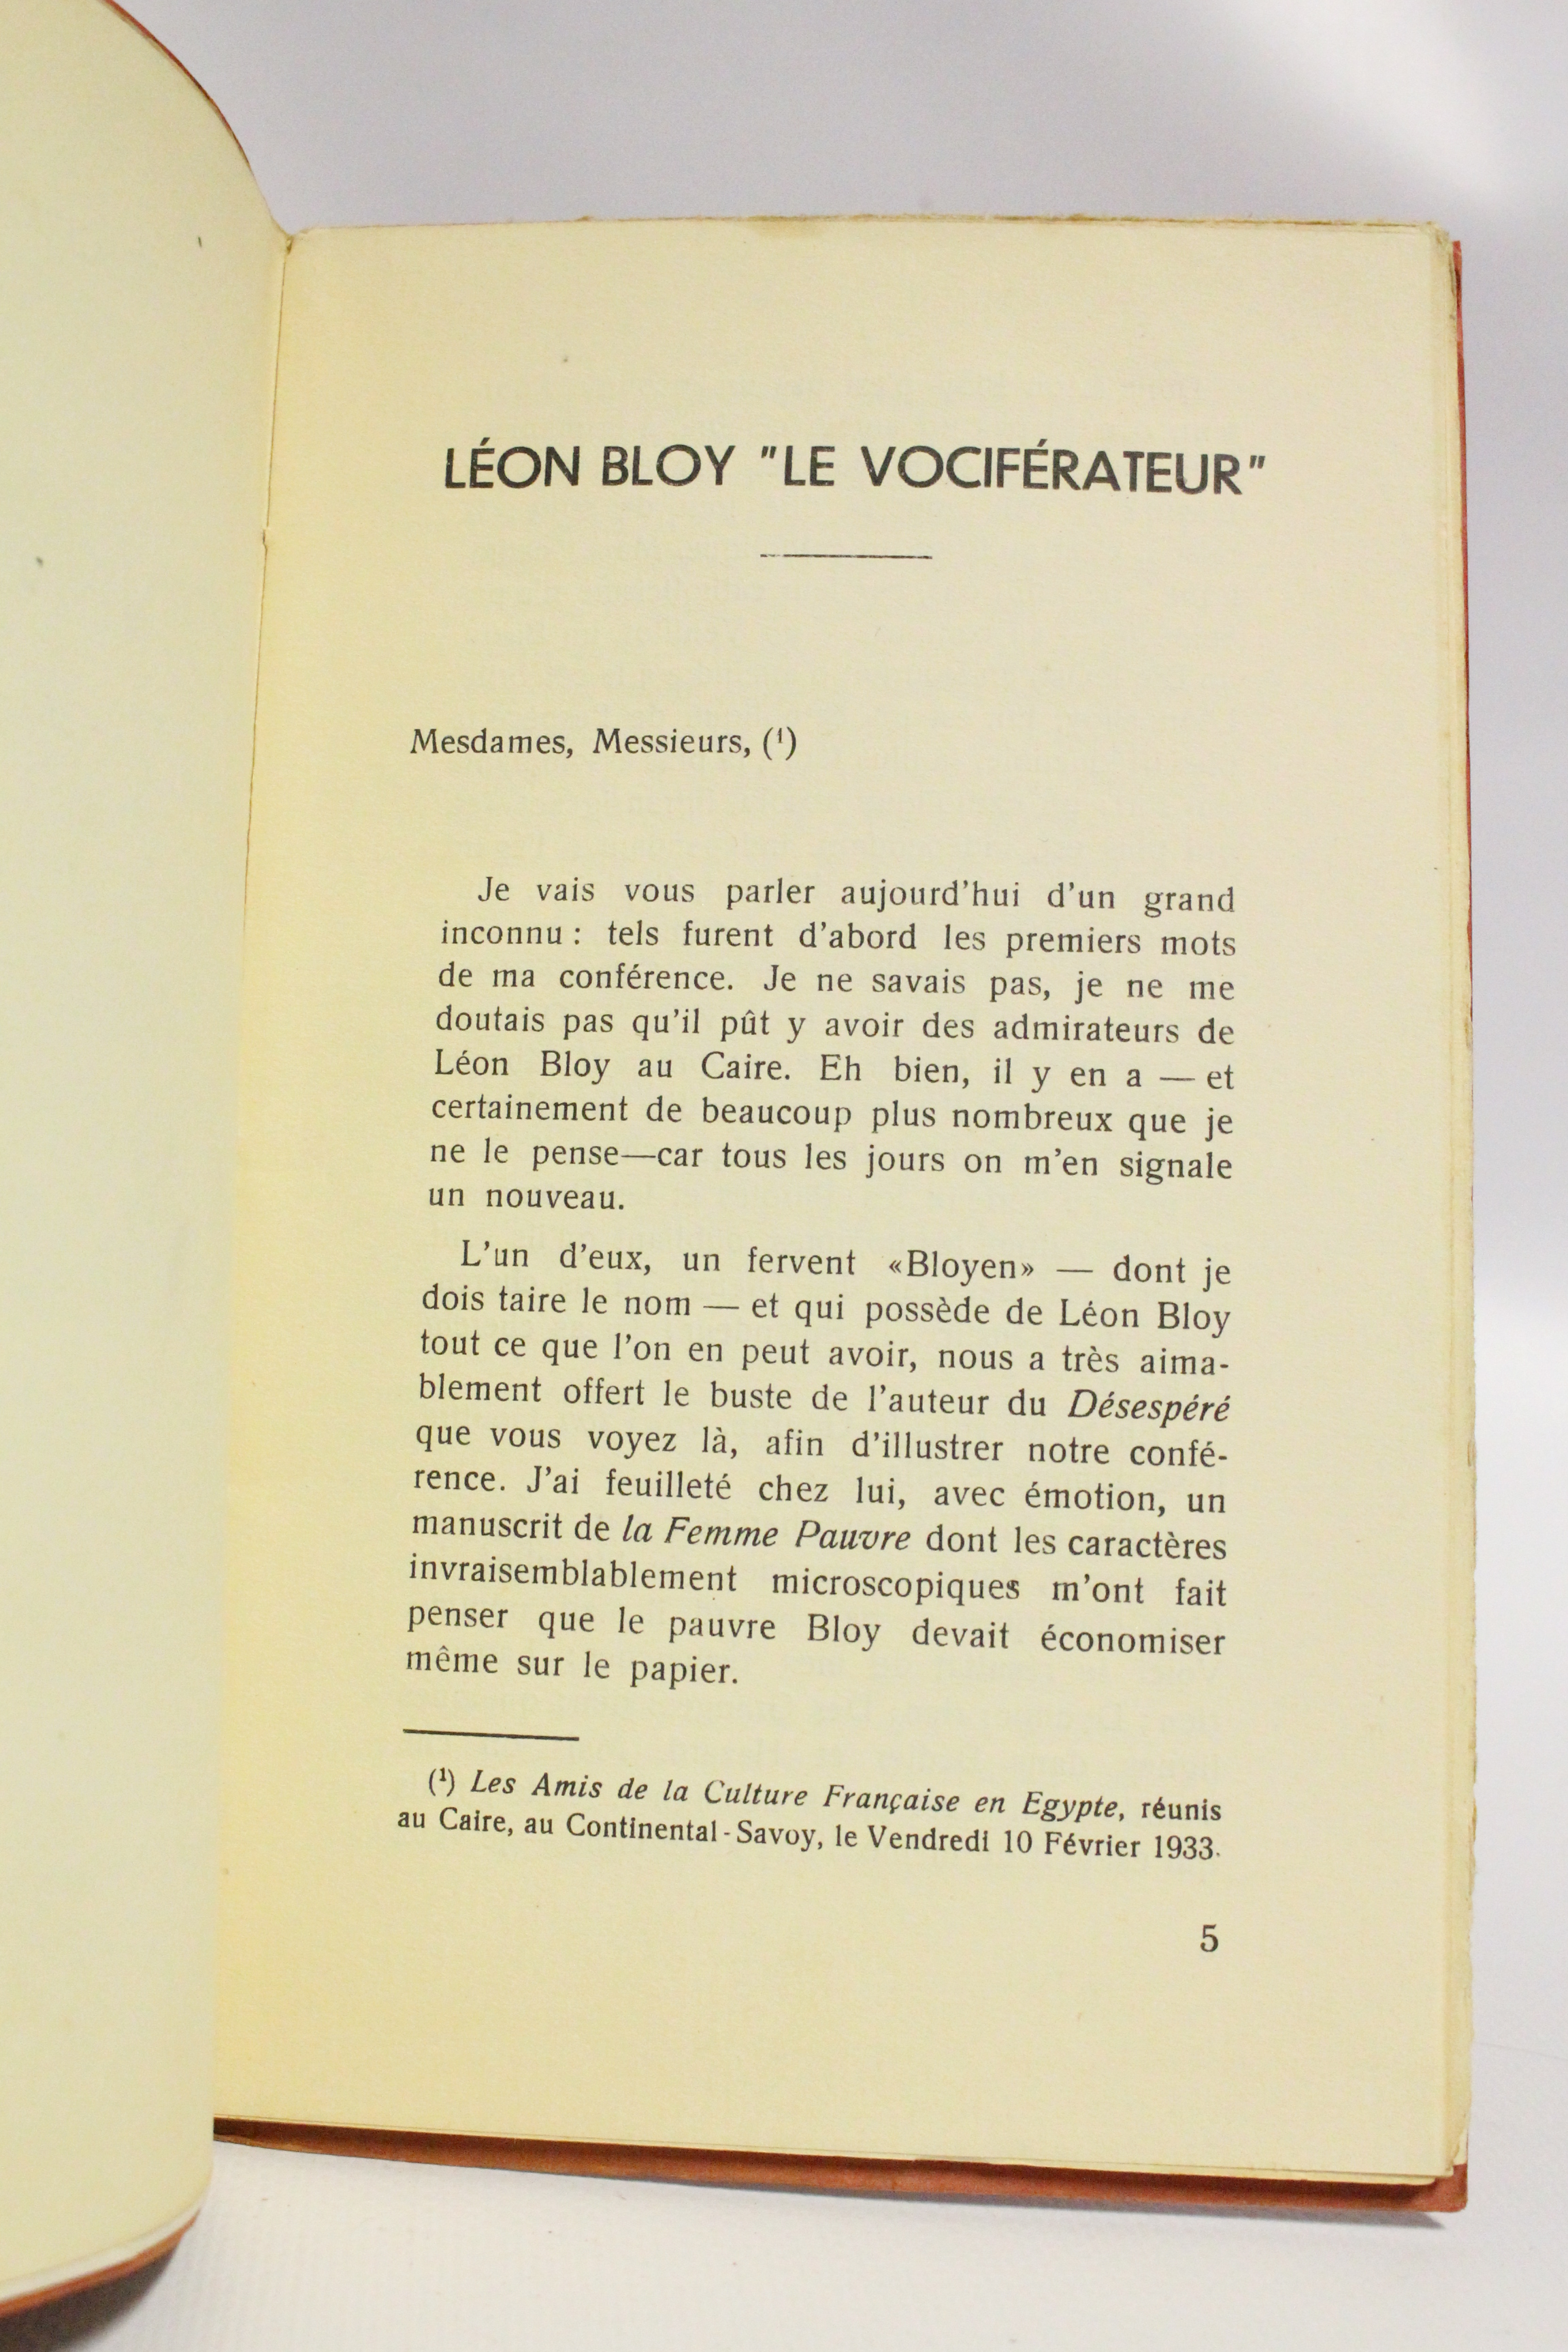 LÉON BLOY "LE VOCIFÉRATEUR"
Mesdames, Messieurs, (¹)
Je vais vous parler aujourd'hui d'un grand
inconnu : tels furent d'abord les premiers mots
de ma conférence. Je ne savais pas, je ne me
doutais pas qu'il pût y avoir des admirateurs de
Léon Bloy au Caire. Eh bien, il y en a — et
certainement de beaucoup plus nombreux que je
ne le pense—car tous les jours on m'en signale
un nouveau.
L'un d'eux, un fervent «Bloyen» — dont je
dois taire le nom — et qui possède de Léon Bloy
tout ce que l'on en peut avoir, nous a très aima-
blement offert le buste de l'auteur du Désespéré
que vous voyez là, afin d'illustrer notre confé-
rence. J'ai feuilleté chez lui, avec émotion, un
manuscrit de la Femme Pauvre dont les caractères
invraisemblablement microscopiques m'ont fait
penser que le pauvre Bloy devait économiser
même sur le papier.
(¹) Les Amis de la Culture Française en Egypte, réunis
au Caire, au Continental-Savoy, le Vendredi 10 Février 1933.
5